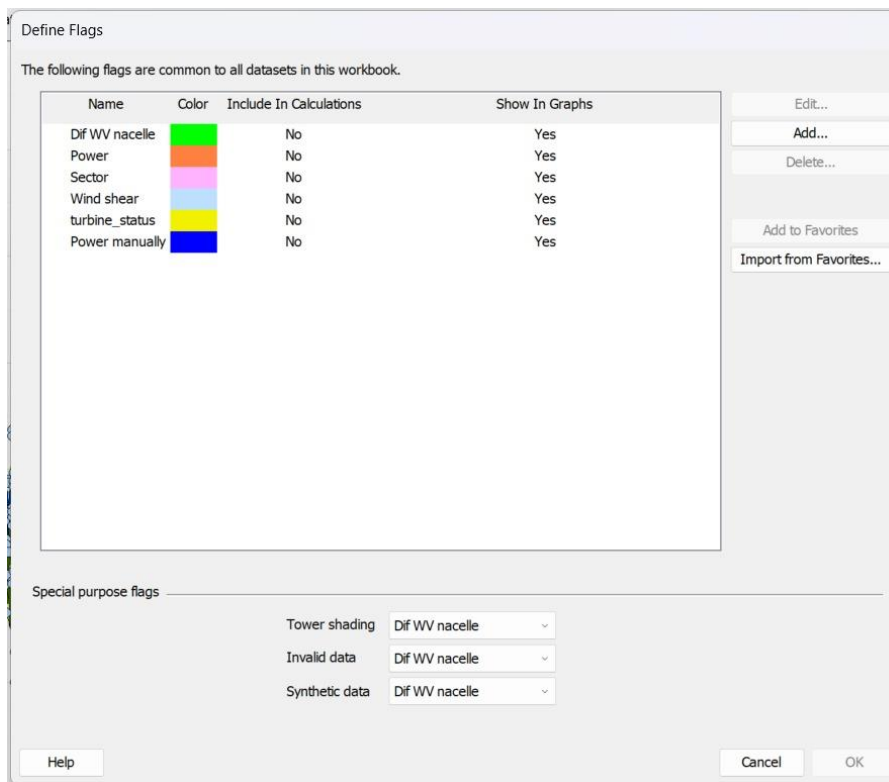 Define Flags
The following flags are common to all datasets in this workbook.
Name Color Include In Calculations Show In Graphs
Dif WV nacelle No Yes
Power No Yes
Sector No Yes
Wind shear No Yes
turbine_status No Yes
Power manually No Yes
Edit...
Add...
Delete...
Add to Favorites
Import from Favorites...
Special purpose flags
Tower shading Dif WV nacelle
Invalid data Dif WV nacelle
Synthetic data Dif WV nacelle
Help Cancel OK